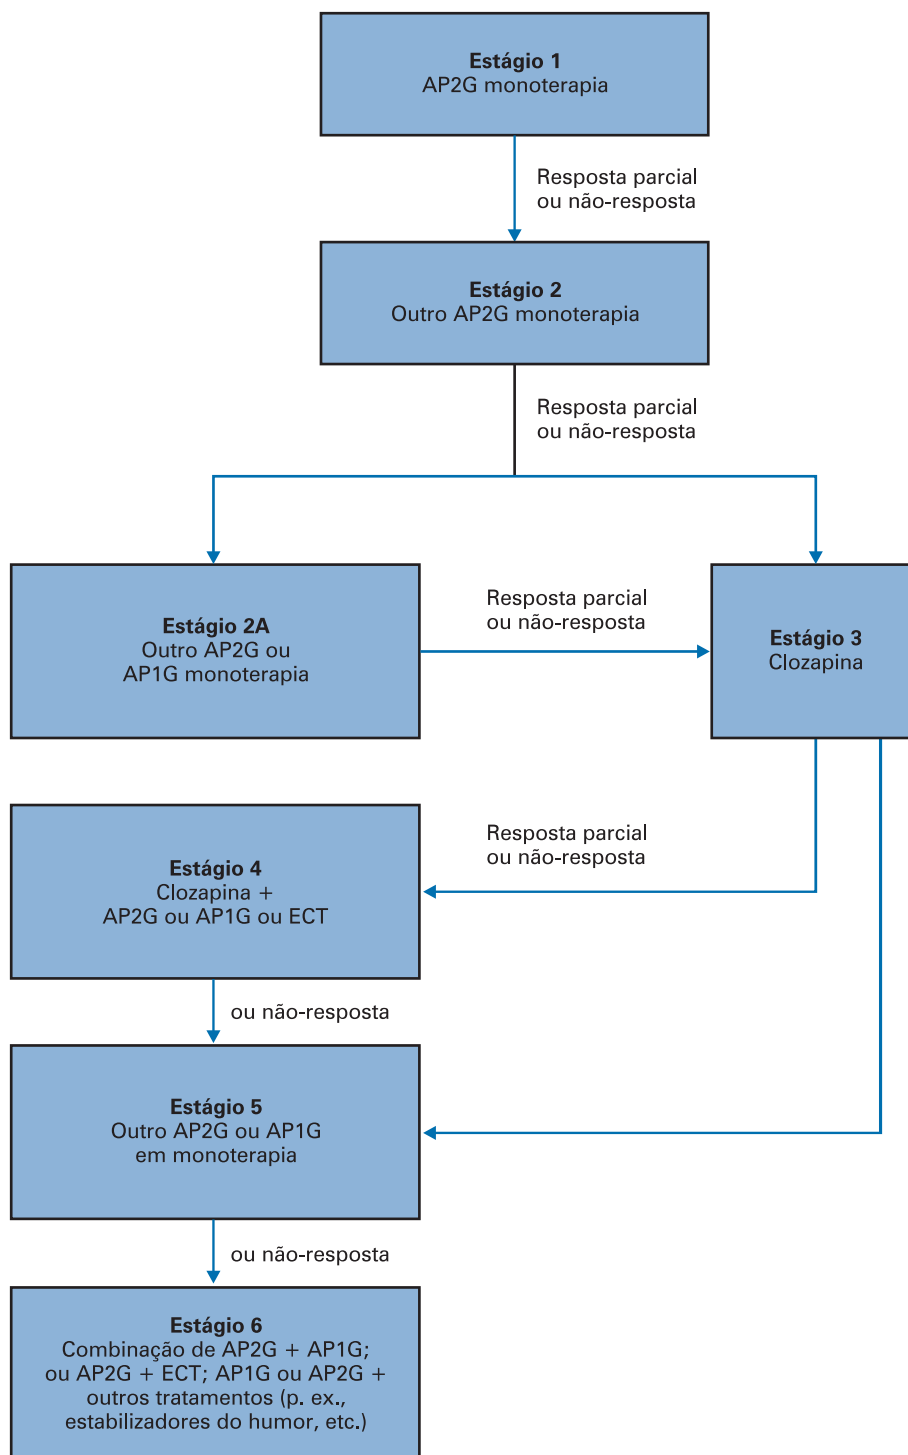 Estágio 1
AP2G monoterapia
Resposta parcial
ou não-resposta
Estágio 2
Outro AP2G monoterapia
Resposta parcial
ou não-resposta
Estágio 2A
Outro AP2G ou
AP1G monoterapia
Resposta parcial
ou não-resposta
Estágio 3
Clozapina
Estágio 4
Clozapina +
AP2G ou AP1G ou ECT
Resposta parcial
ou não-resposta
ou não-resposta
Estágio 5
Outro AP2G ou AP1G
em monoterapia
ou não-resposta
Estágio 6
Combinação de AP2G + AP1G;
ou AP2G + ECT; AP1G ou AP2G +
outros tratamentos (p. ex.,
estabilizadores do humor, etc.)